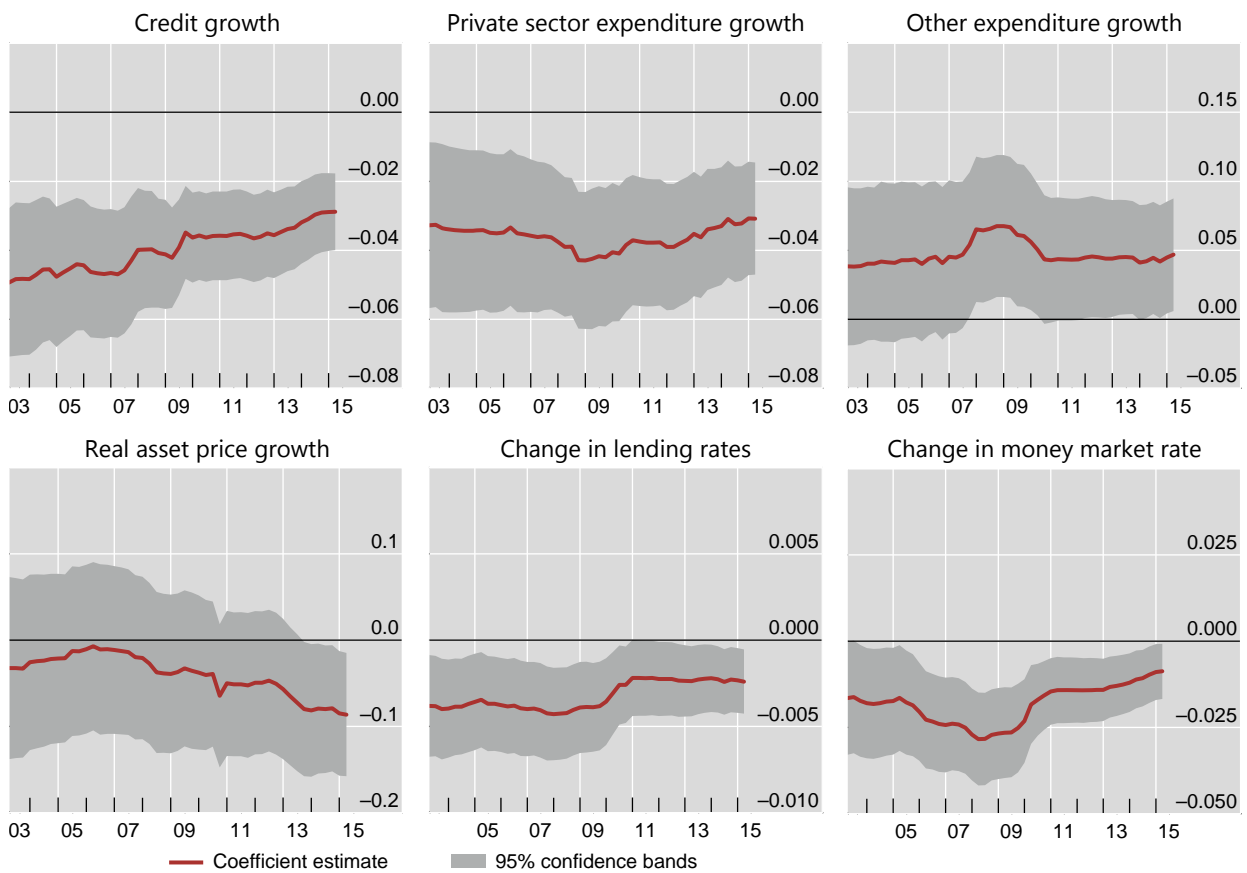 Credit growth
Private sector expenditure growth
Other expenditure growth
0.00
–0.02
–0.04
–0.06
–0.08
03 05 07 09 11 13 15
0.00
–0.02
–0.04
–0.06
–0.08
03 05 07 09 11 13 15
0.15
0.10
0.05
0.00
–0.05
03 05 07 09 11 13 15
Real asset price growth
Change in lending rates
Change in money market rate
0.1
0.0
–0.1
–0.2
03 05 07 09 11 13 15
0.005
0.000
–0.005
–0.010
05 07 09 11 13 15
0.025
0.000
–0.025
–0.050
05 07 09 11 13 15
Coefficient estimate
95% confidence bands